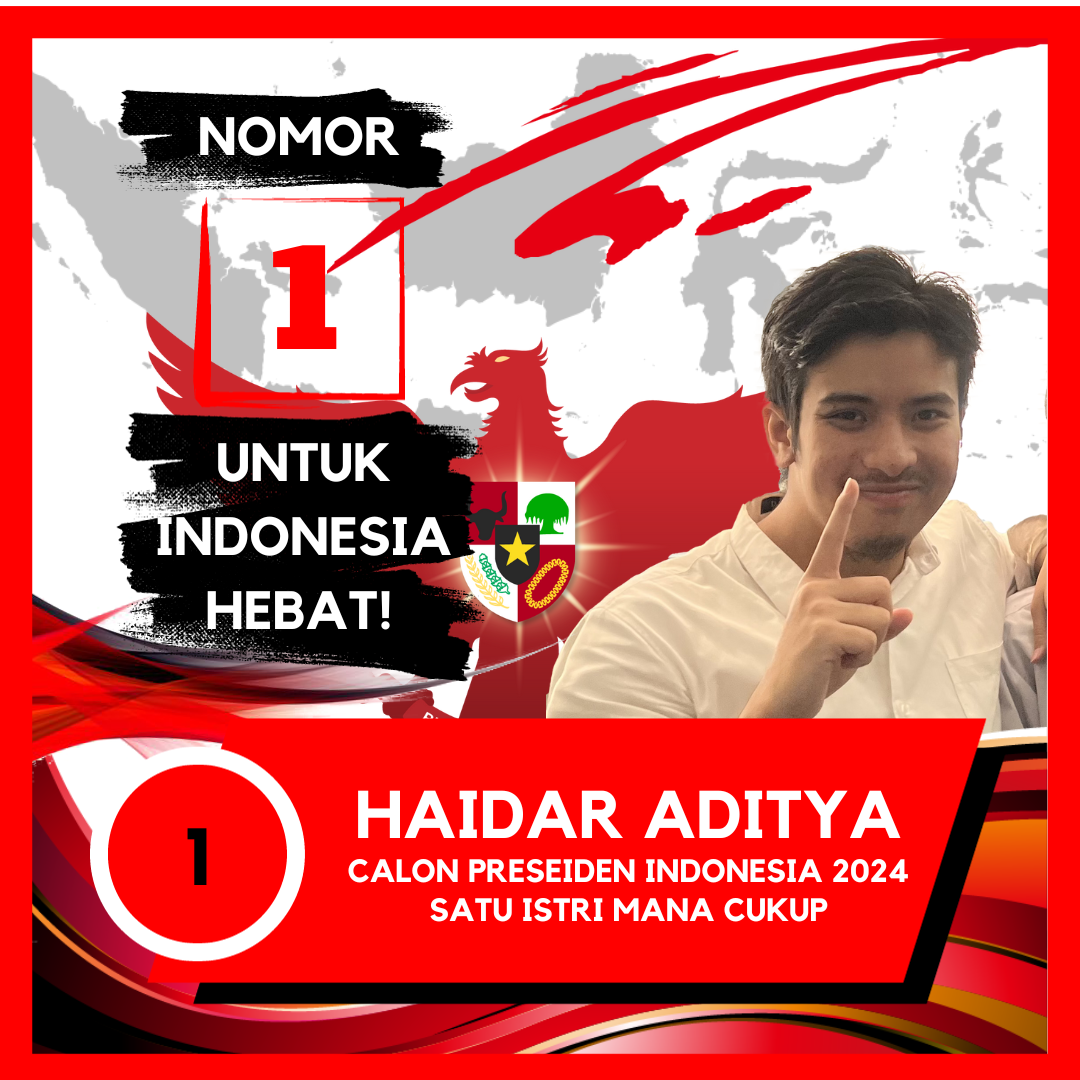 NOMOR
1
UNTUK
INDONESIA
HEBAT!
1
HAIDAR ADITYA
CALON PRESEIDEN INDONESIA 2024
SATU ISTRI MANA CUKUP